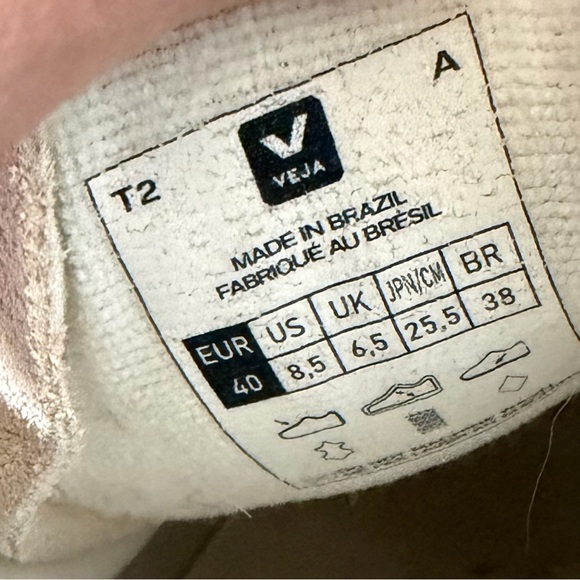 A
T2
V
VEJA
MADE IN BRAZIL
FABRIQUÉ AU BRÉSIL
EUR US UK JPN/CM BR
40 8,5 6,5 25,5 38